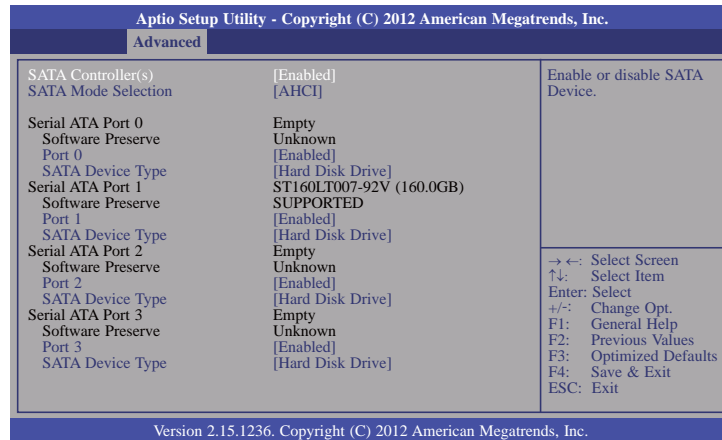 Aptio Setup Utility - Copyright (C) 2012 American Megatrends, Inc.
Advanced
SATA Controller(s) [Enabled]
SATA Mode Selection [AHCI]
Serial ATA Port 0 Empty
Software Preserve Unknown
Port 0 [Enabled]
SATA Device Type [Hard Disk Drive]
Serial ATA Port 1 ST160LT007-92V (160.0GB)
Software Preserve SUPPORTED
Port 1 [Enabled]
SATA Device Type [Hard Disk Drive]
Serial ATA Port 2 Empty
Software Preserve Unknown
Port 2 [Enabled]
SATA Device Type [Hard Disk Drive]
Serial ATA Port 3 Empty
Software Preserve Unknown
Port 3 [Enabled]
SATA Device Type [Hard Disk Drive]
Enable or disable SATA
Device.
→ ←: Select Screen
↑↓: Select Item
Enter: Select
+/-: Change Opt.
F1: General Help
F2: Previous Values
F3: Optimized Defaults
F4: Save & Exit
ESC: Exit
Version 2.15.1236. Copyright (C) 2012 American Megatrends, Inc.